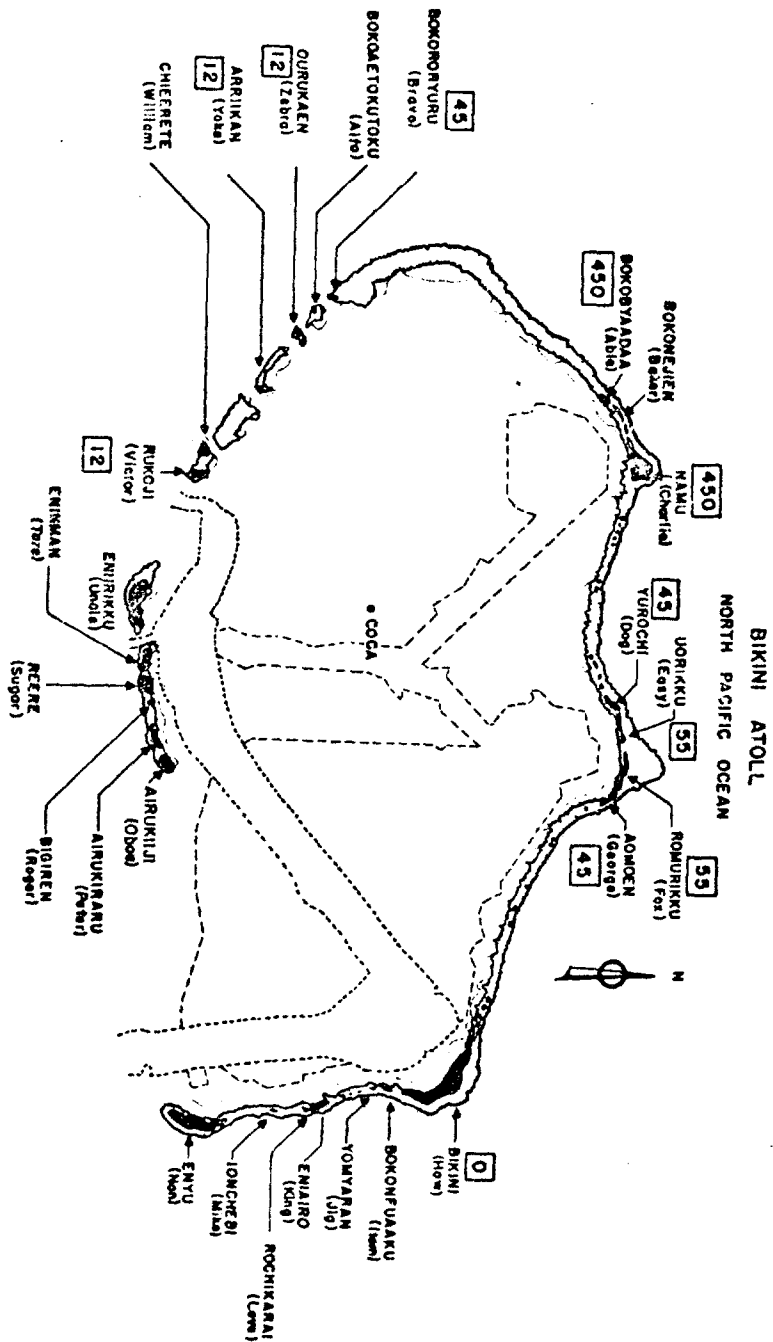 BIKINI ATOLL
NORTH PACIFIC OCEAN
N
45
BOKORORYURU
(Bravo)
BOKOAETOKUTOKU
(Alfa)
OURUKAEN
12 (Zebra)
ARRIIKAN
12 (Yoke)
CHIEERETE
(William)
BOKOBYAADAA
(Able)
450
BOKONEJIEN
(Baker)
450
NAMU
(Charlie)
45
YUROCHI
(Dog)
UORIKKU
(Easy)
55
55
ROMURIKKU
(Fox)
AOMOEN
(George)
45
COCA
RUKOJI
(Victor)
12
ENIIRIKKU
(Uncle)
ENINMAN
(Tare)
REERE
(Sugar)
BIGIREN
(Roger)
AIRUKIRARU
(Peter)
AIRUKIIJI
(Oboe)
0
BIKINI
(How)
BOKONFUAAKU
(Item)
YOMYARAN
(Jig)
ENIAIRO
(King)
ROCHIKARAI
(Love)
IONCHEBI
(Mike)
ENYU
(Nan)